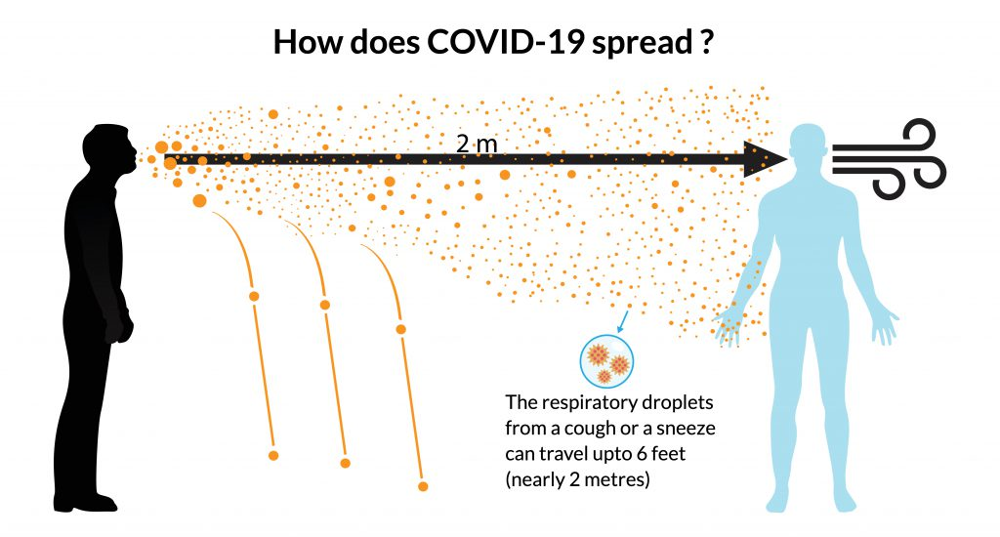 How does COVID-19 spread ?
2 m
The respiratory droplets
from a cough or a sneeze
can travel upto 6 feet
(nearly 2 metres)